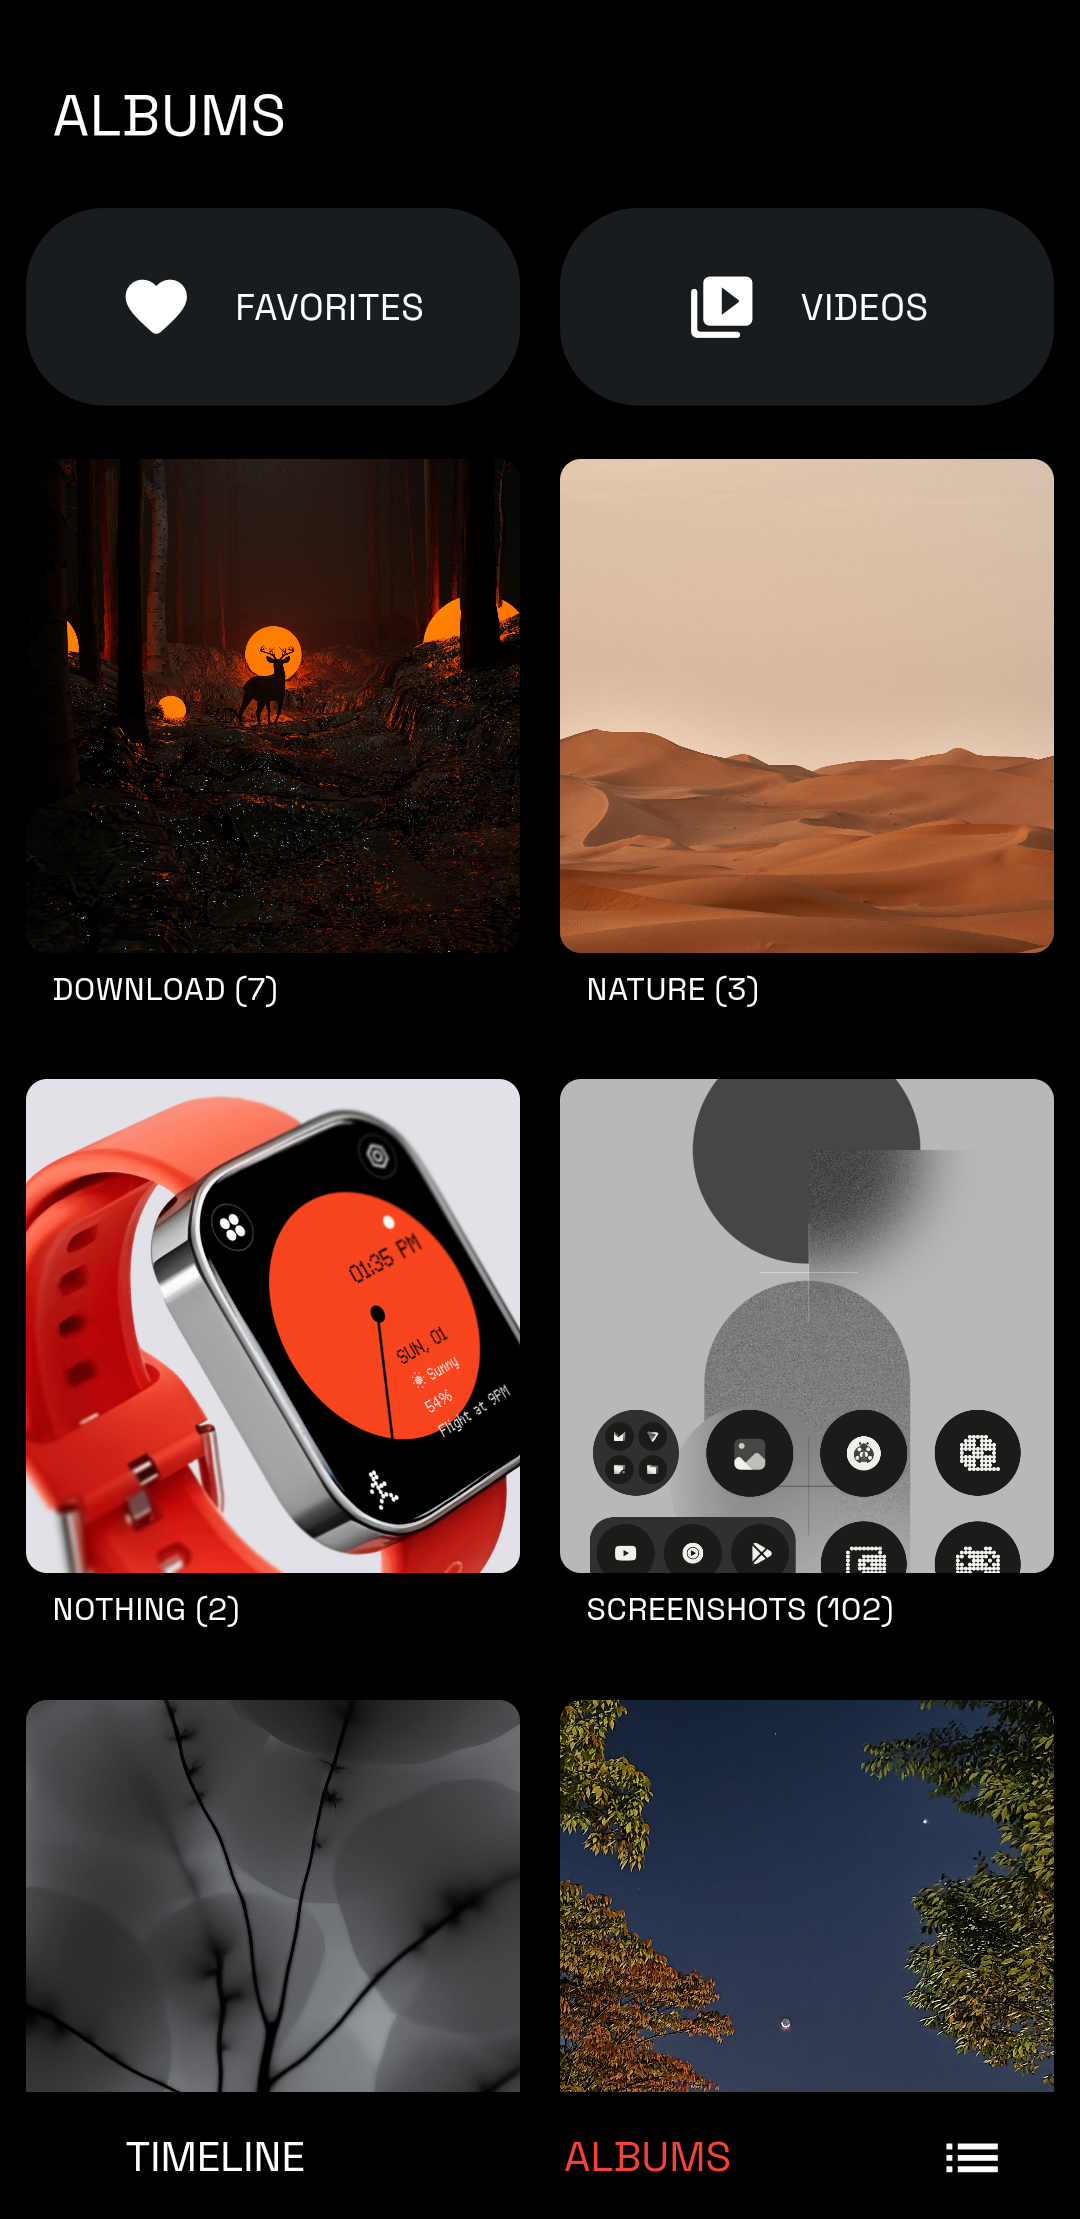 ALBUMS
FAVORITES
VIDEOS
DOWNLOAD (7)
NATURE (3)
01:35 PM
SUN, 01
Sunny
54%
Flight at 9PM
NOTHING (2)
SCREENSHOTS (102)
TIMELINE
ALBUMS